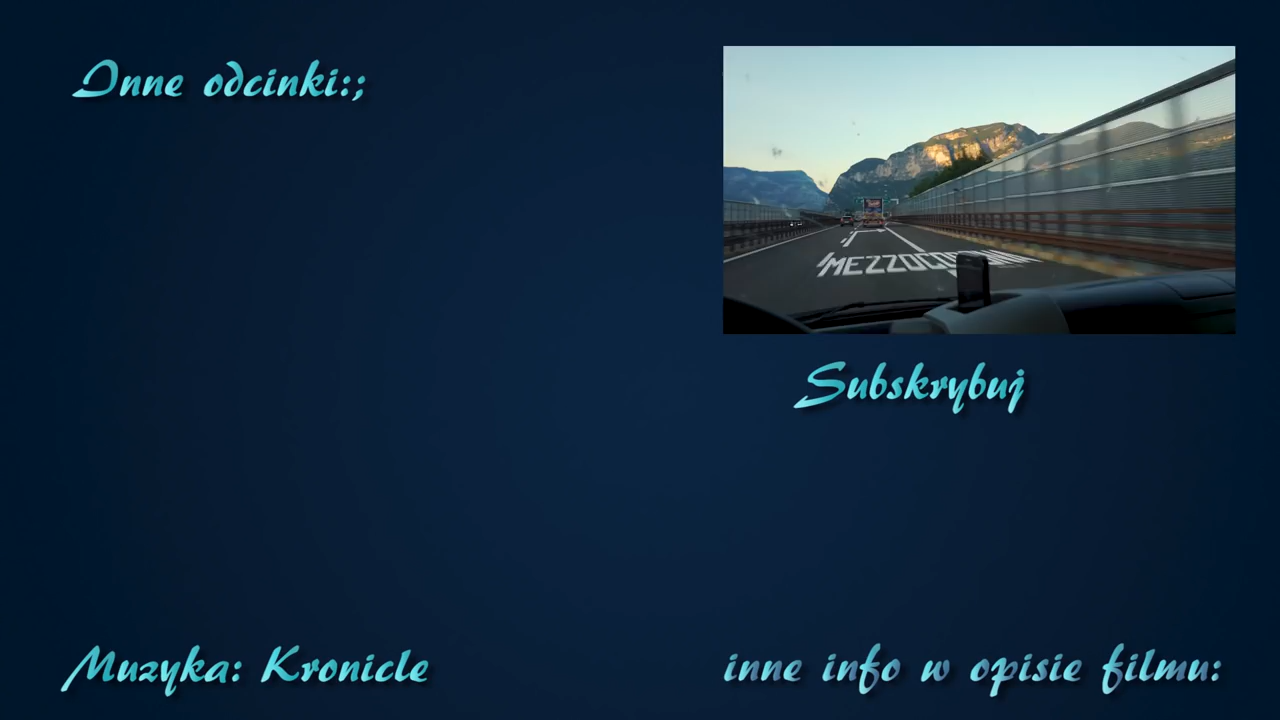 Inne odcinki:;
Subskrybuj
Muzyka: Kronicle
inne info w opisie filmu: